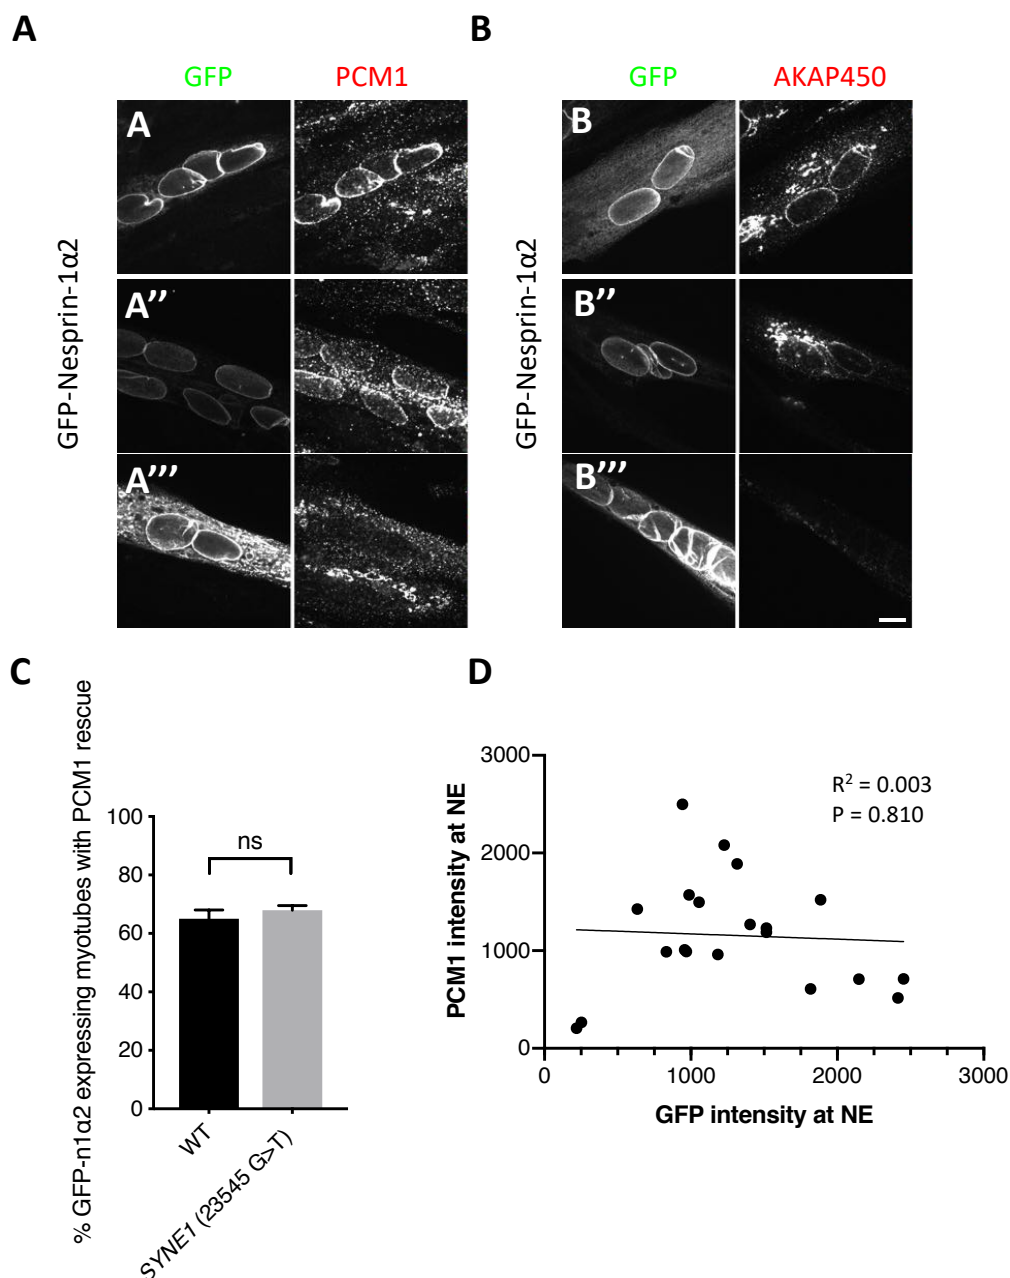 A
B
GFP
PCM1
GFP
AKAP450
GFP-Nesprin-1α2
A
A’’
A’’’
GFP-Nesprin-1α2
B
B’’
B’’’
C
D
% GFP-n1α2 expressing myotubes with PCM1 rescue
100
80
60
40
20
0
ns
WT
SYNE1 (23545 G>T)
PCM1 intensity at NE
3000
2000
1000
0
R² = 0.003
P = 0.810
0
1000
2000
3000
GFP intensity at NE